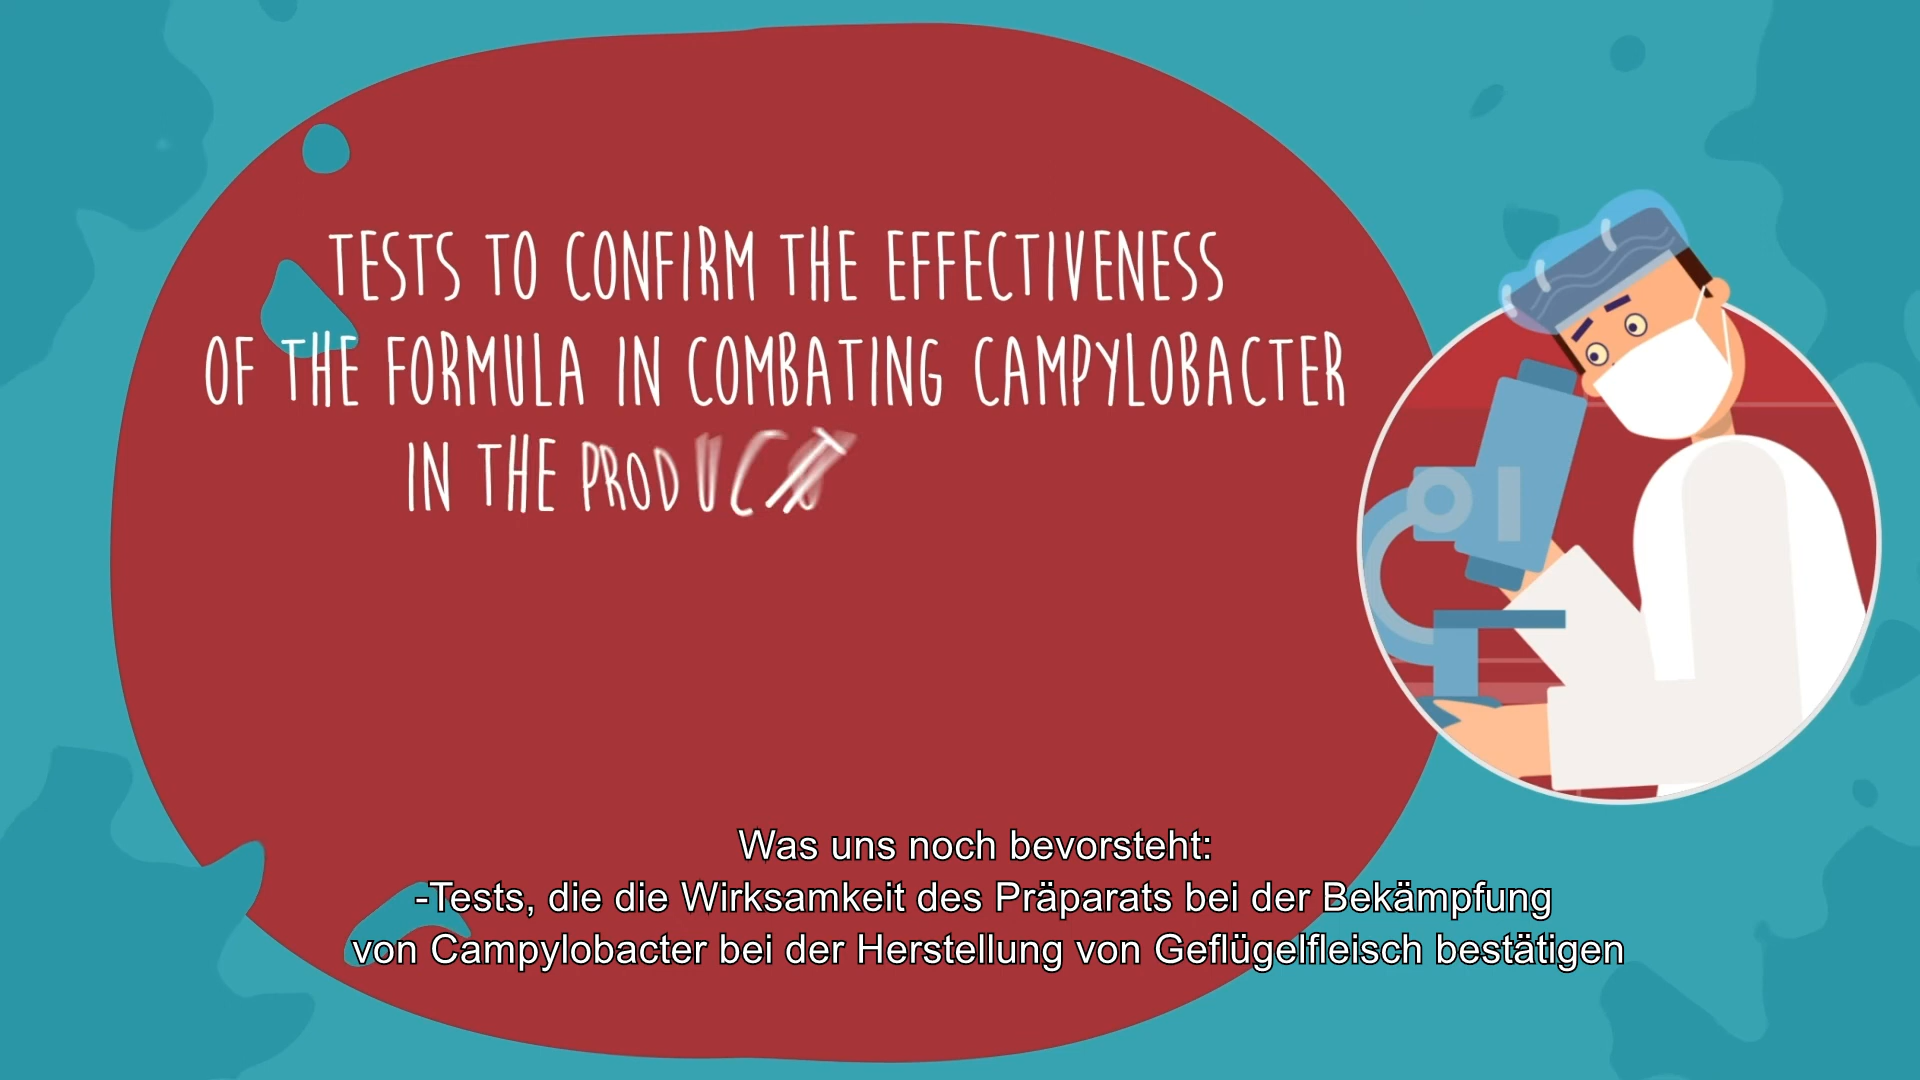 TESTS TO CONFIRM THE EFFECTIVENESS
OF THE FORMULA IN COMBATING CAMPYLOBACTER
IN THE
Was uns noch bevorsteht:
-Tests, die die Wirksamkeit des Präparats bei der Bekämpfung
von Campylobacter bei der Herstellung von Geflügelfleisch bestätigen